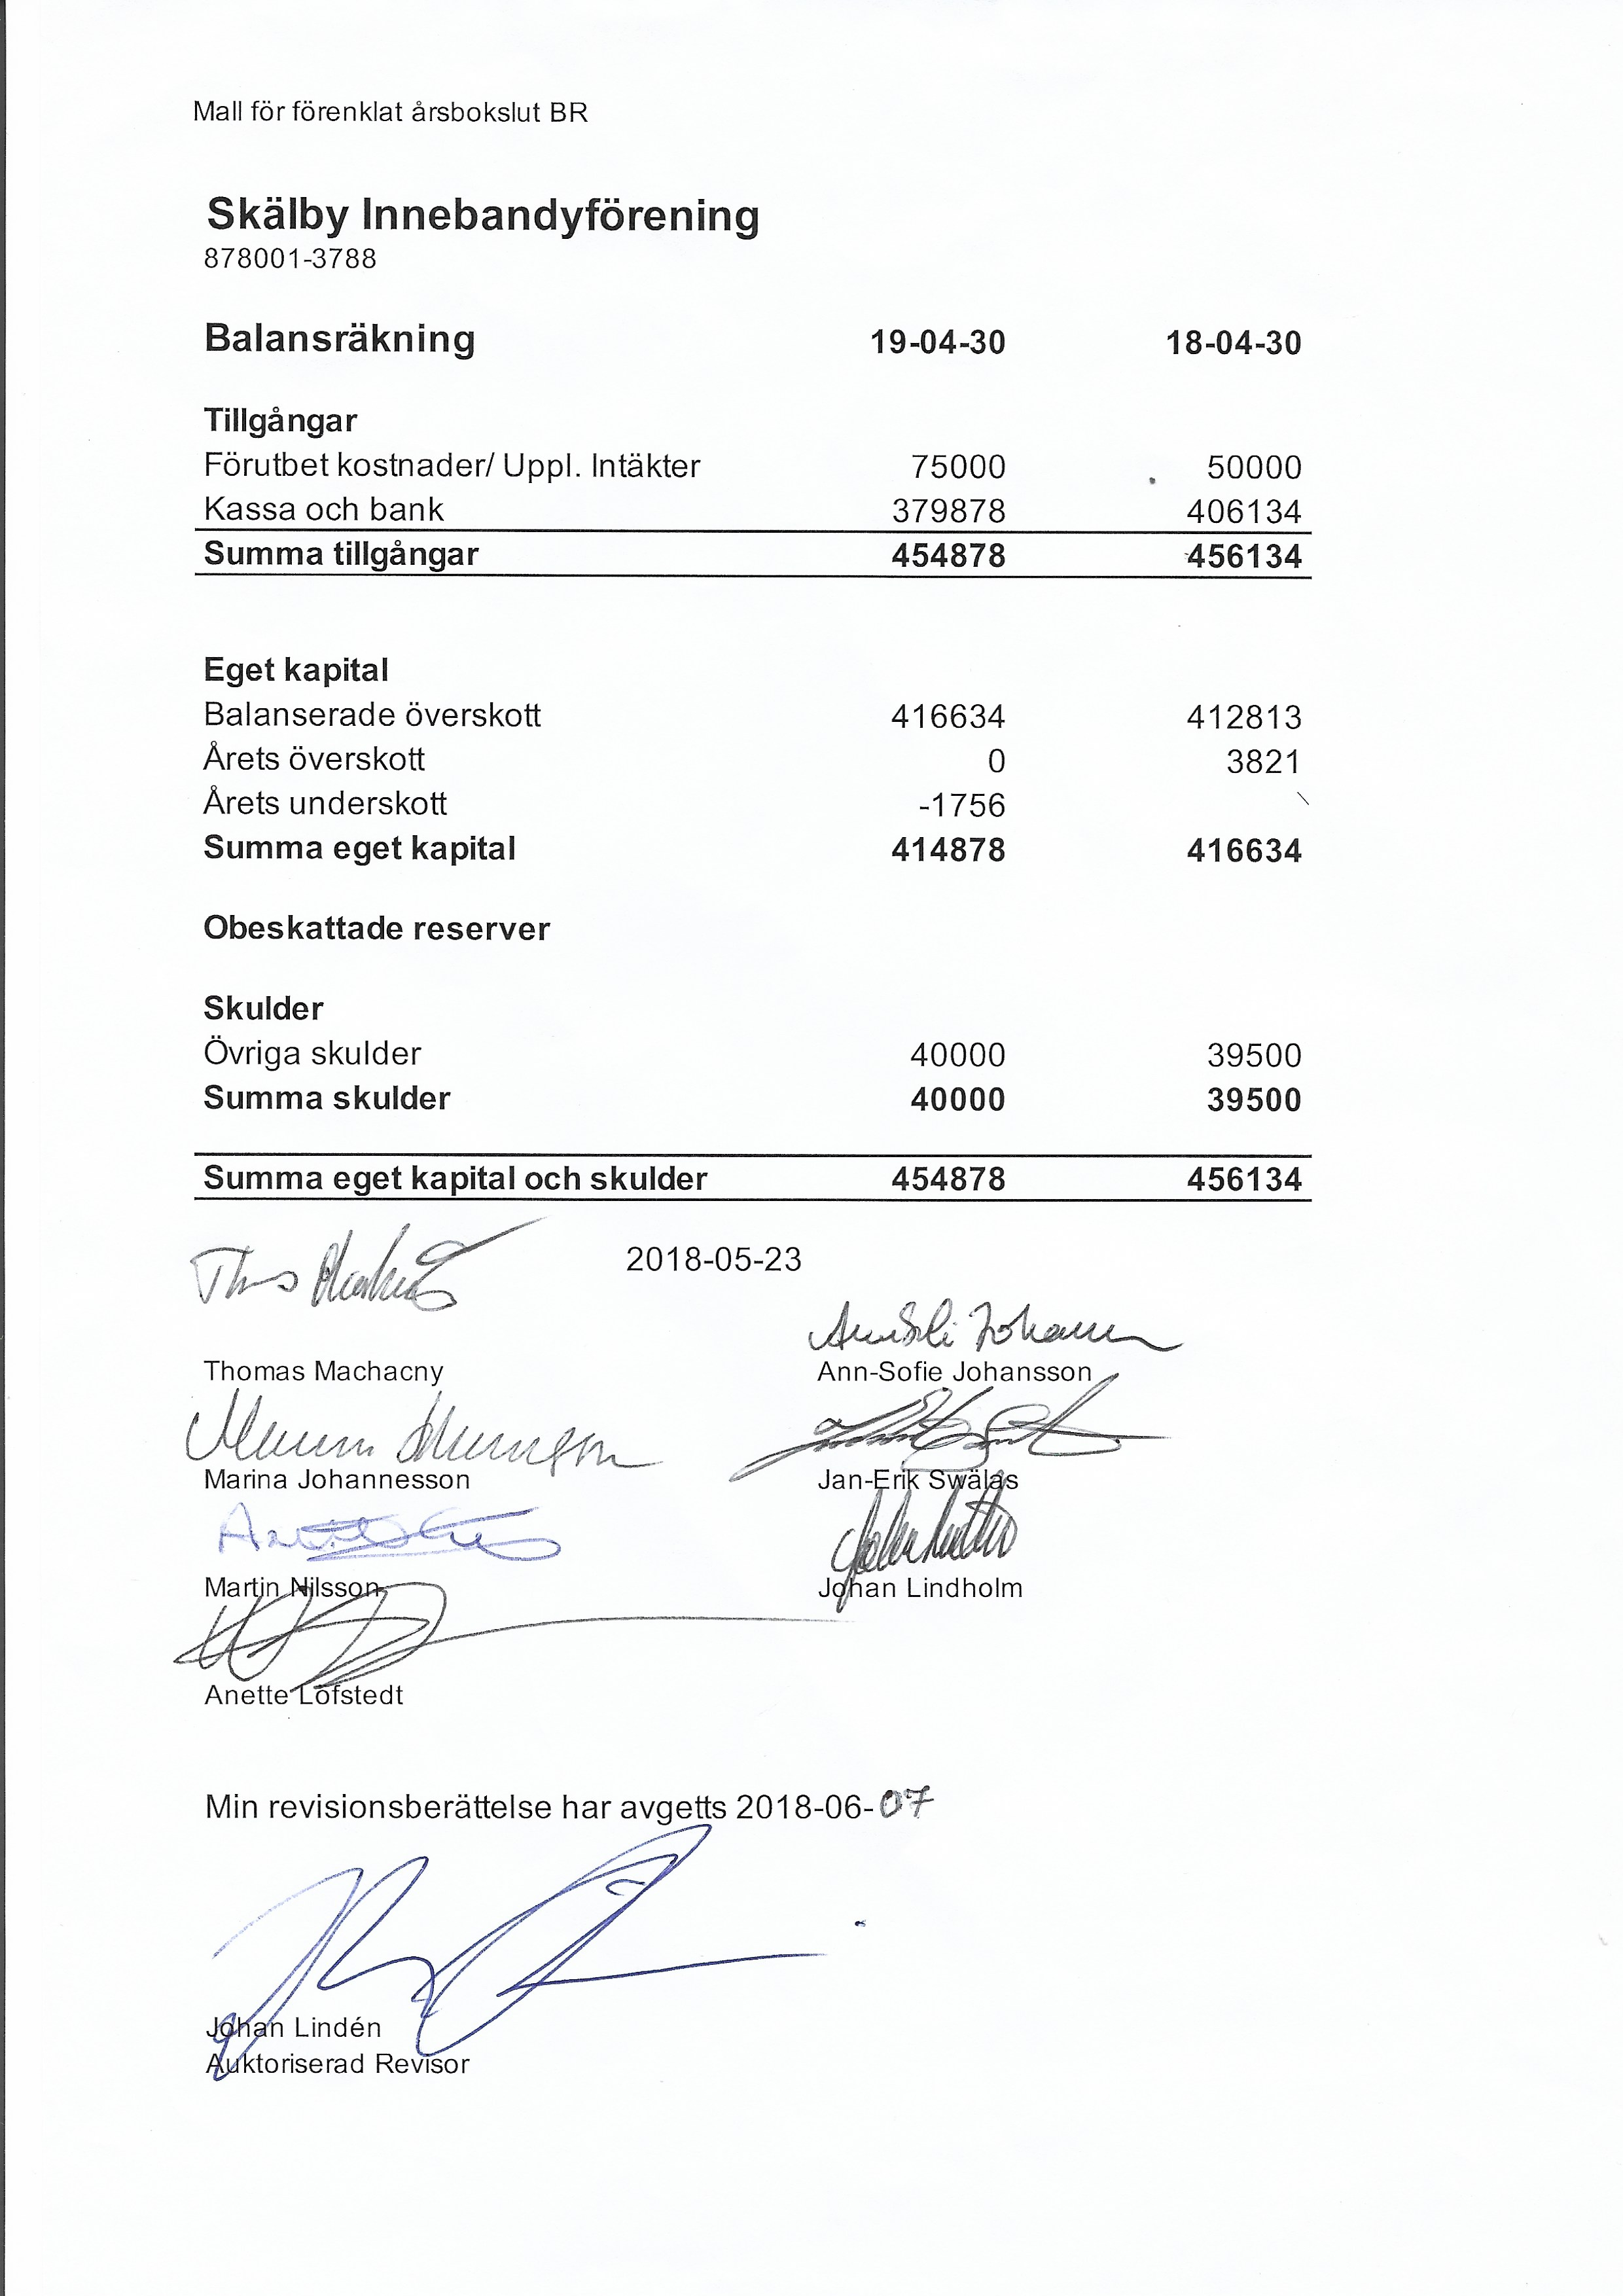 Mall för förenklat årsbokslut BR
Skälby Innebandyförening
878001-3788
Balansräkning 19-04-30 18-04-30
Tillgångar
Förutbet kostnader/ Uppl. Intäkter 75000 50000
Kassa och bank 379878 406134
Summa tillgångar 454878 456134
Eget kapital
Balanserade överskott 416634 412813
Årets överskott 0 3821
Årets underskott -1756
Summa eget kapital 414878 416634
Obeskattade reserver
Skulder
Övriga skulder 40000 39500
Summa skulder 40000 39500
Summa eget kapital och skulder 454878 456134
2018-05-23
Thomas Machacny Ann-Sofie Johansson
Marina Johannesson Jan-Erik Swälas
Martin Nilsson Johan Lindholm
Anette Löfstedt
Min revisionsberättelse har avgetts 2018-06-07
Johan Lindén
Auktoriserad Revisor